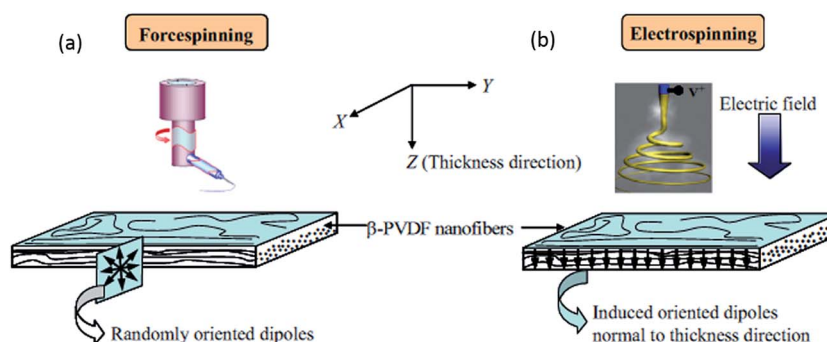 (a)
Forcespinning
(b)
Electrospinning
X
Y
Z (Thickness direction)
V+
Electric field
β-PVDF nanofibers
Randomly oriented dipoles
Induced oriented dipoles
normal to thickness direction